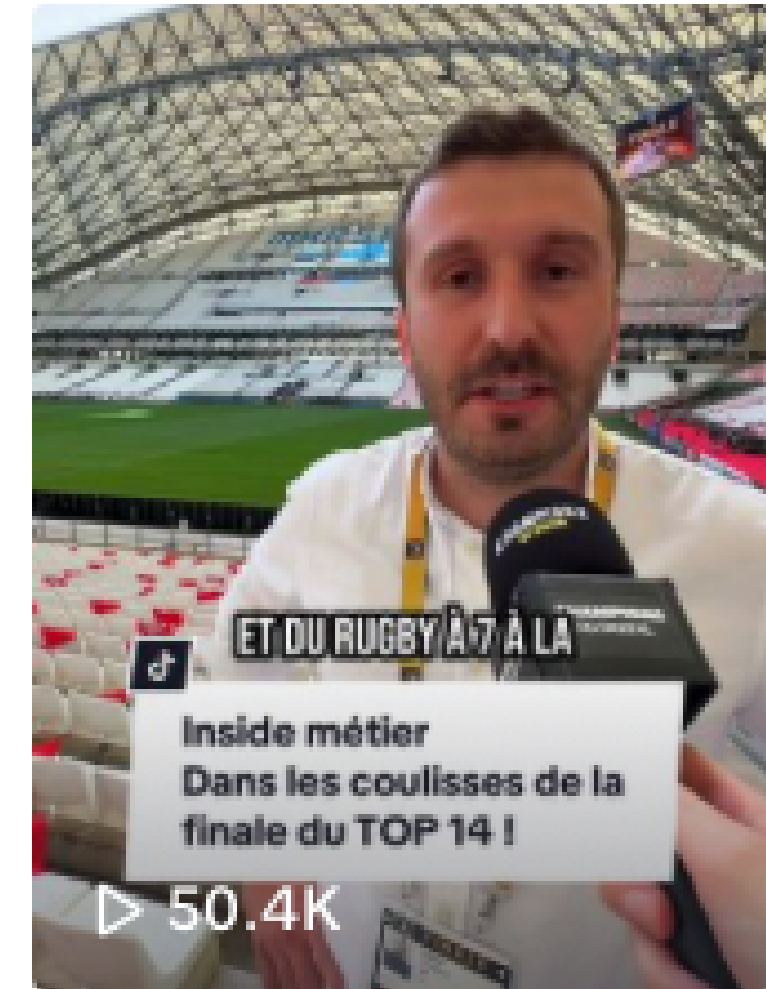 ET DU RUGBY À 7 À LA
Inside métier
Dans les coulisses de la
finale du TOP 14 !
50.4K